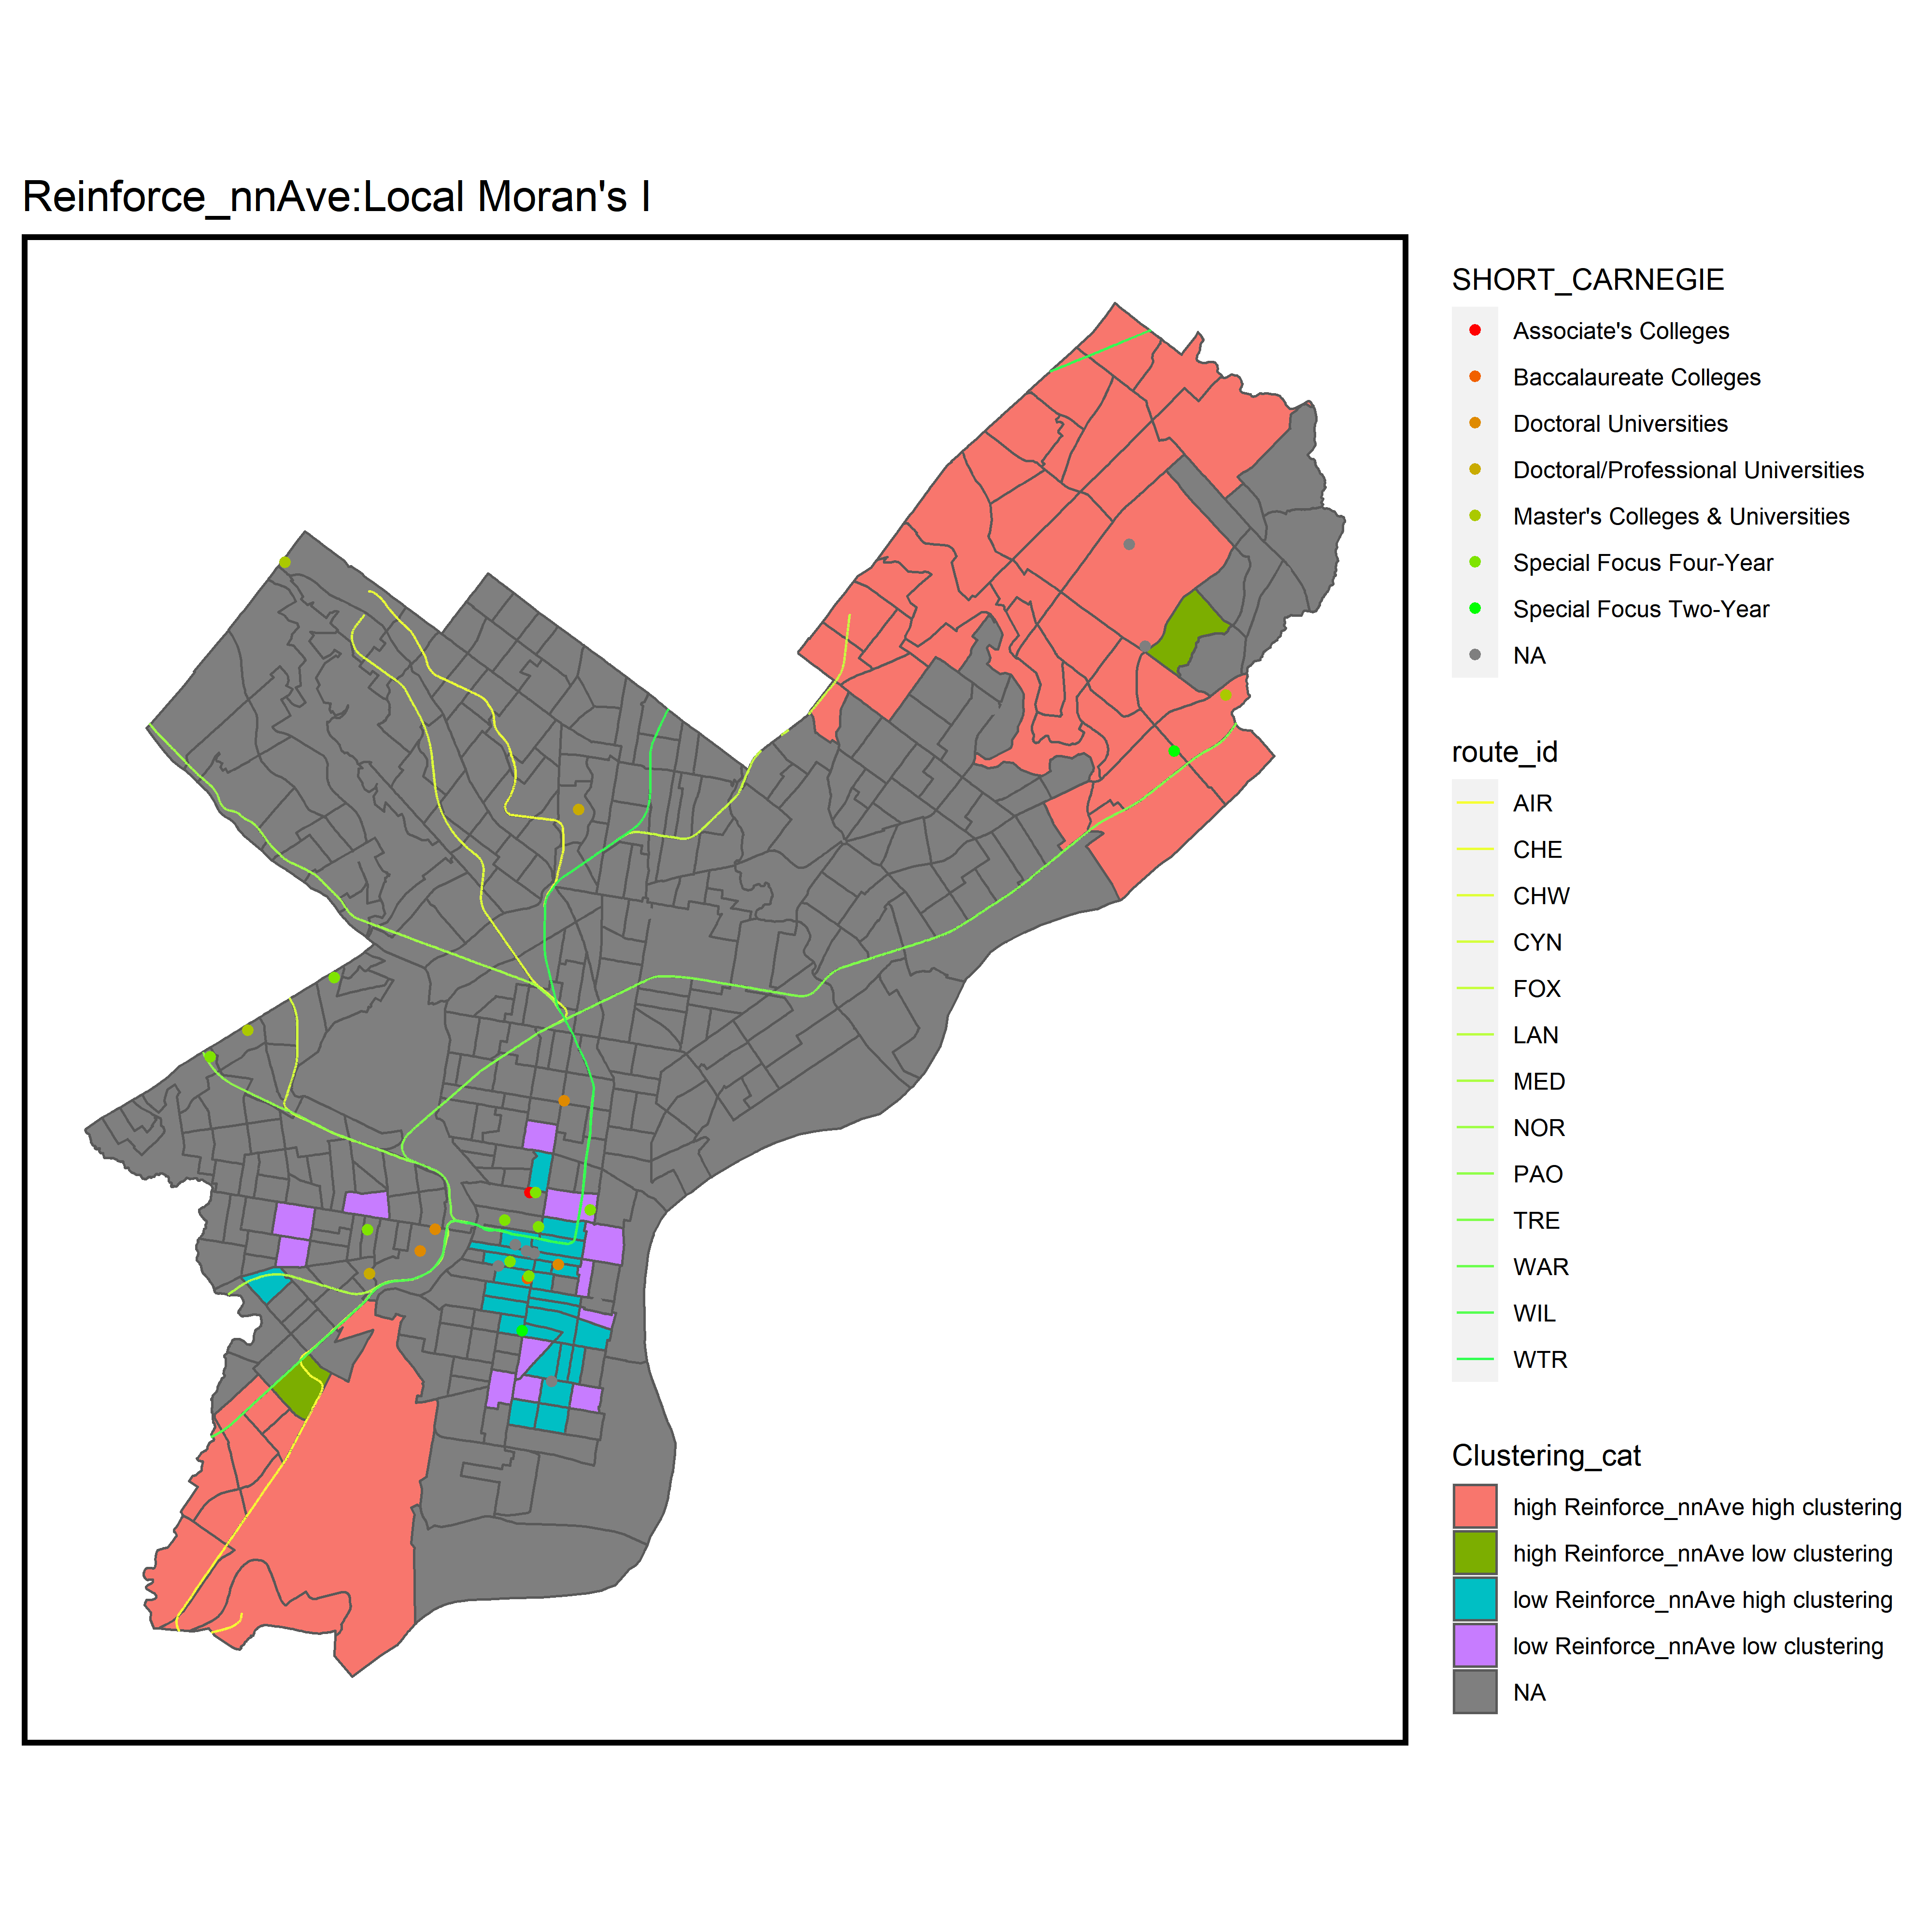 Reinforce_nnAve:Local Moran's I
SHORT_CARNEGIE
Associate's Colleges
Baccalaureate Colleges
Doctoral Universities
Doctoral/Professional Universities
Master's Colleges & Universities
Special Focus Four-Year
Special Focus Two-Year
NA
route_id
AIR
CHE
CHW
CYN
FOX
LAN
MED
NOR
PAO
TRE
WAR
WIL
WTR
Clustering_cat
high Reinforce_nnAve high clustering
high Reinforce_nnAve low clustering
low Reinforce_nnAve high clustering
low Reinforce_nnAve low clustering
NA